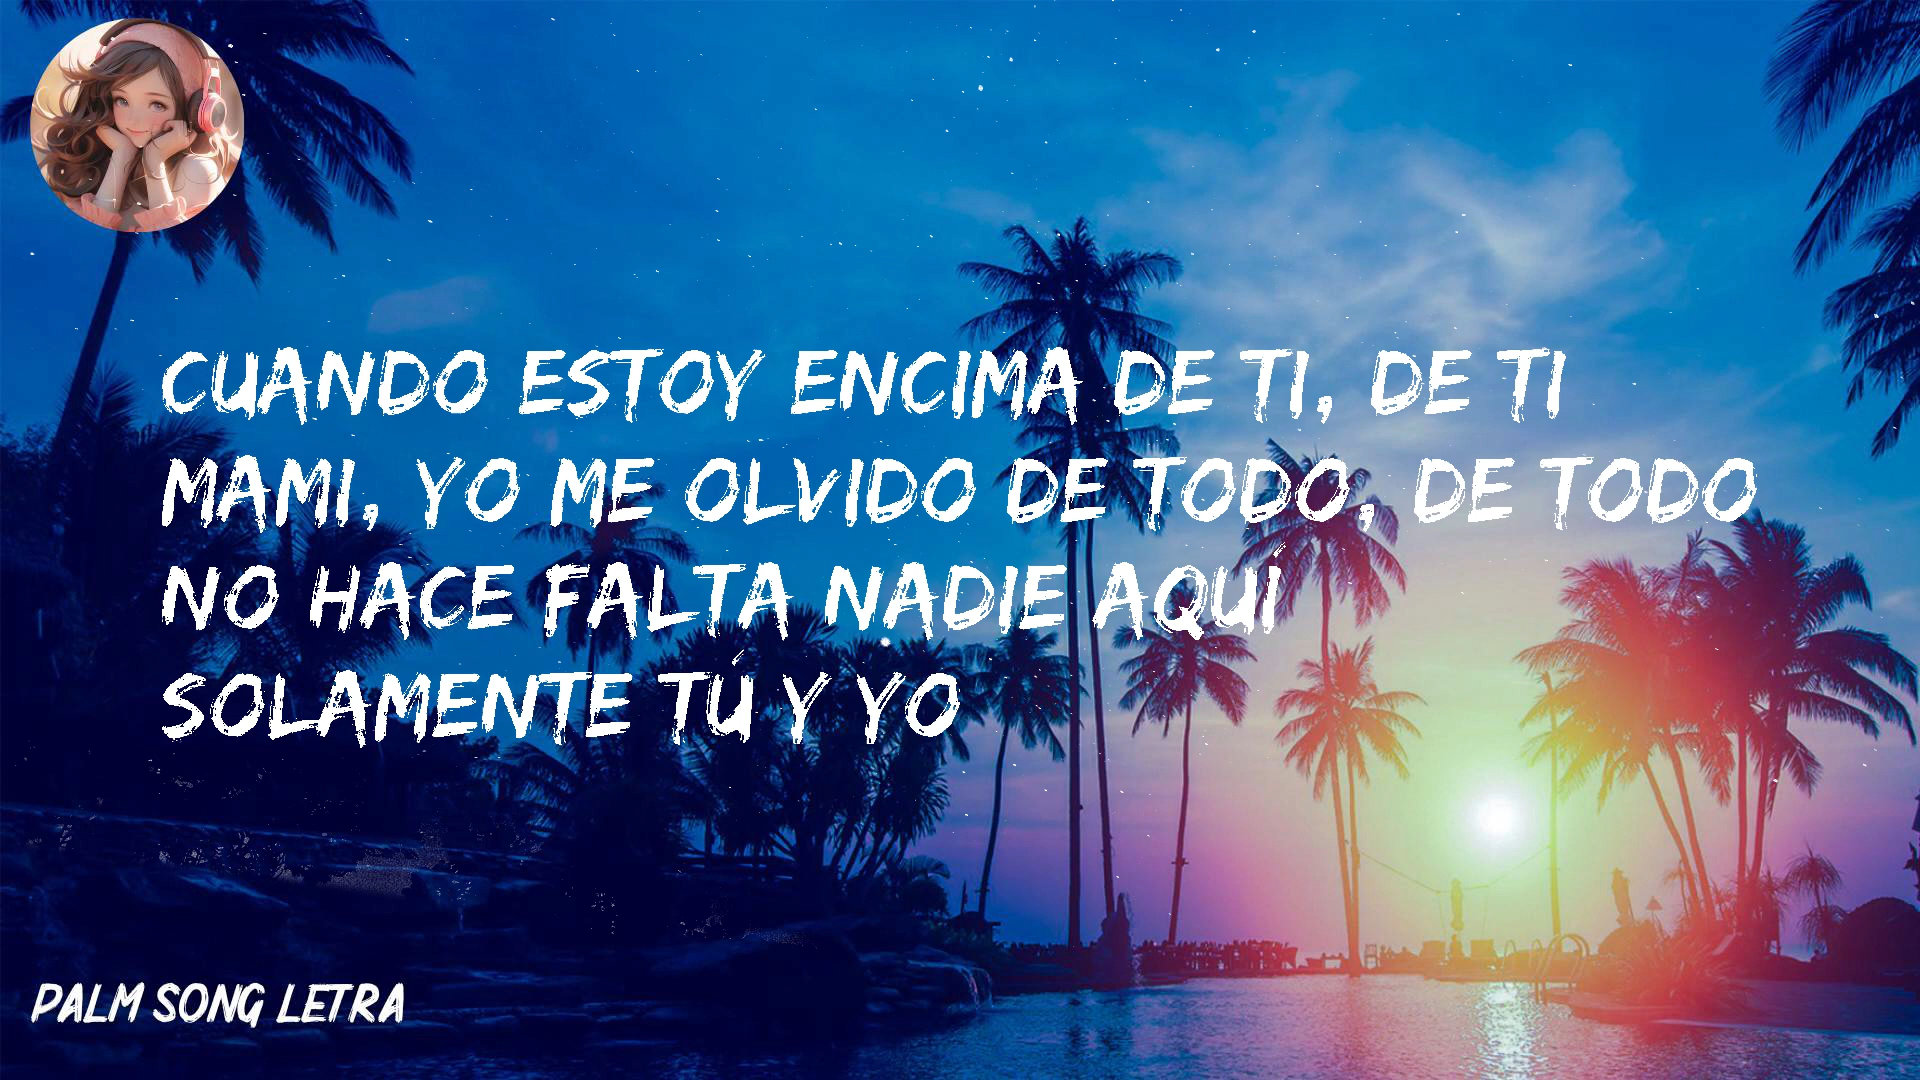 CUANDO ESTOY ENCIMA DE TI, DE TI
MAMI, YO ME OLVIDO DE TODO, DE TODO
NO HACE FALTA NADIE AQUÍ
SOLAMENTE TÚ Y YO
PALM SONG LETRA